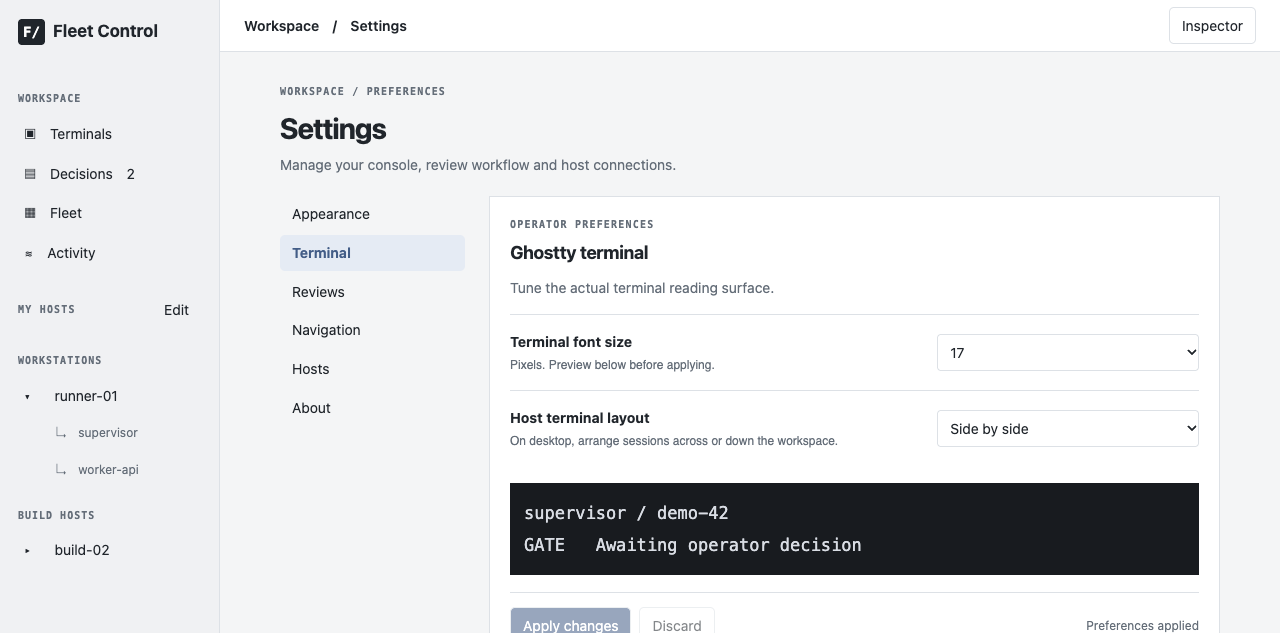 F/ Fleet Control
WORKSPACE
Terminals
Decisions 2
Fleet
Activity
MY HOSTS Edit
WORKSTATIONS
runner-01
supervisor
worker-api
BUILD HOSTS
build-02
Workspace / Settings
Inspector
WORKSPACE / PREFERENCES
Settings
Manage your console, review workflow and host connections.
Appearance
Terminal
Reviews
Navigation
Hosts
About
OPERATOR PREFERENCES
Ghostty terminal
Tune the actual terminal reading surface.
Terminal font size
Pixels. Preview below before applying.
17
Host terminal layout
On desktop, arrange sessions across or down the workspace.
Side by side
supervisor / demo-42
GATE Awaiting operator decision
Apply changes
Discard
Preferences applied